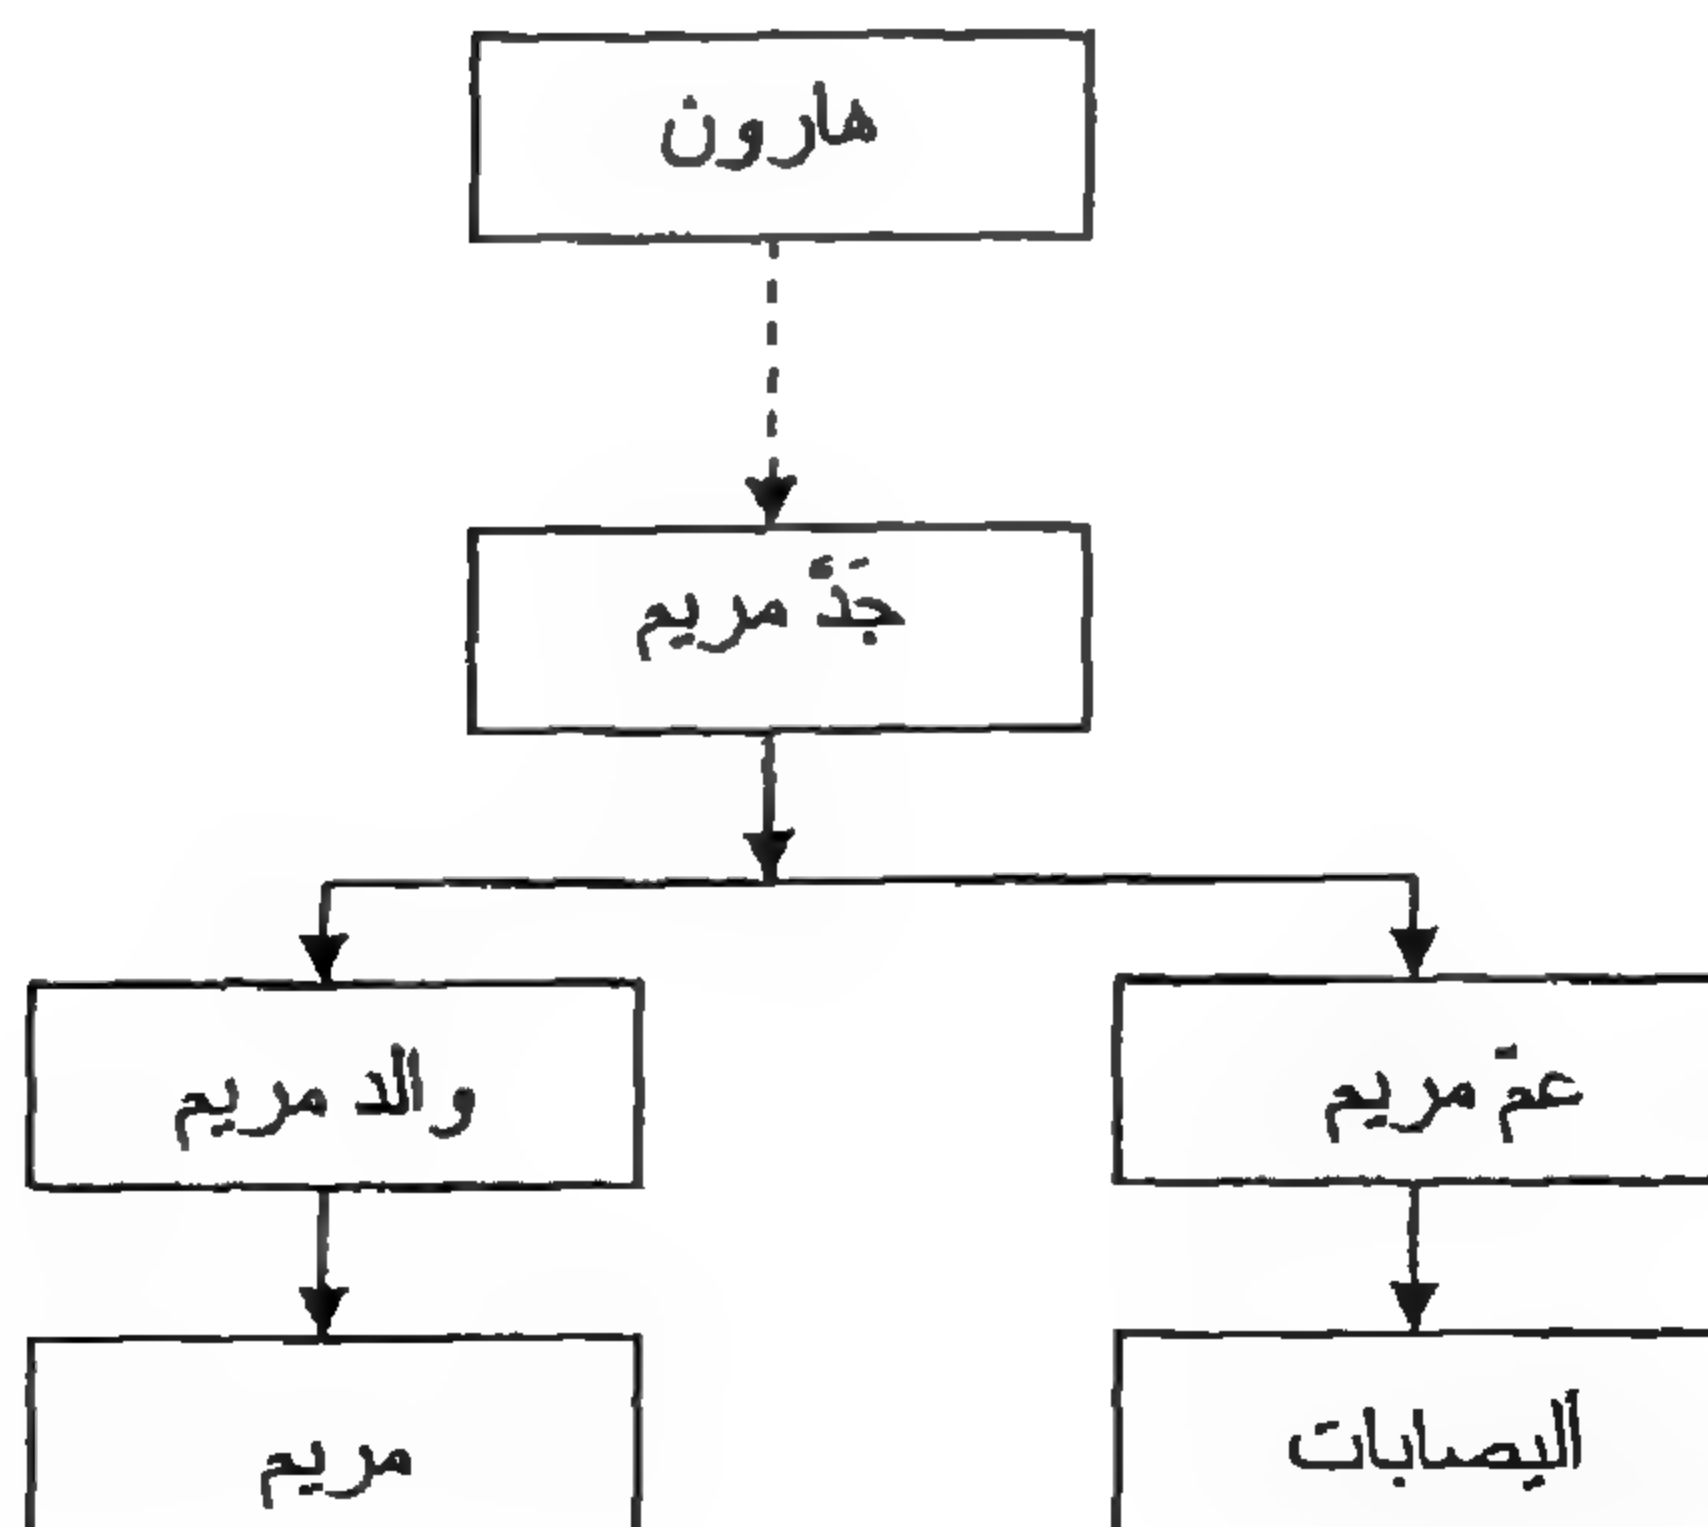 هارون
جَدّ مريم
عمّ مريم
والد مريم
أليصابات
مريم